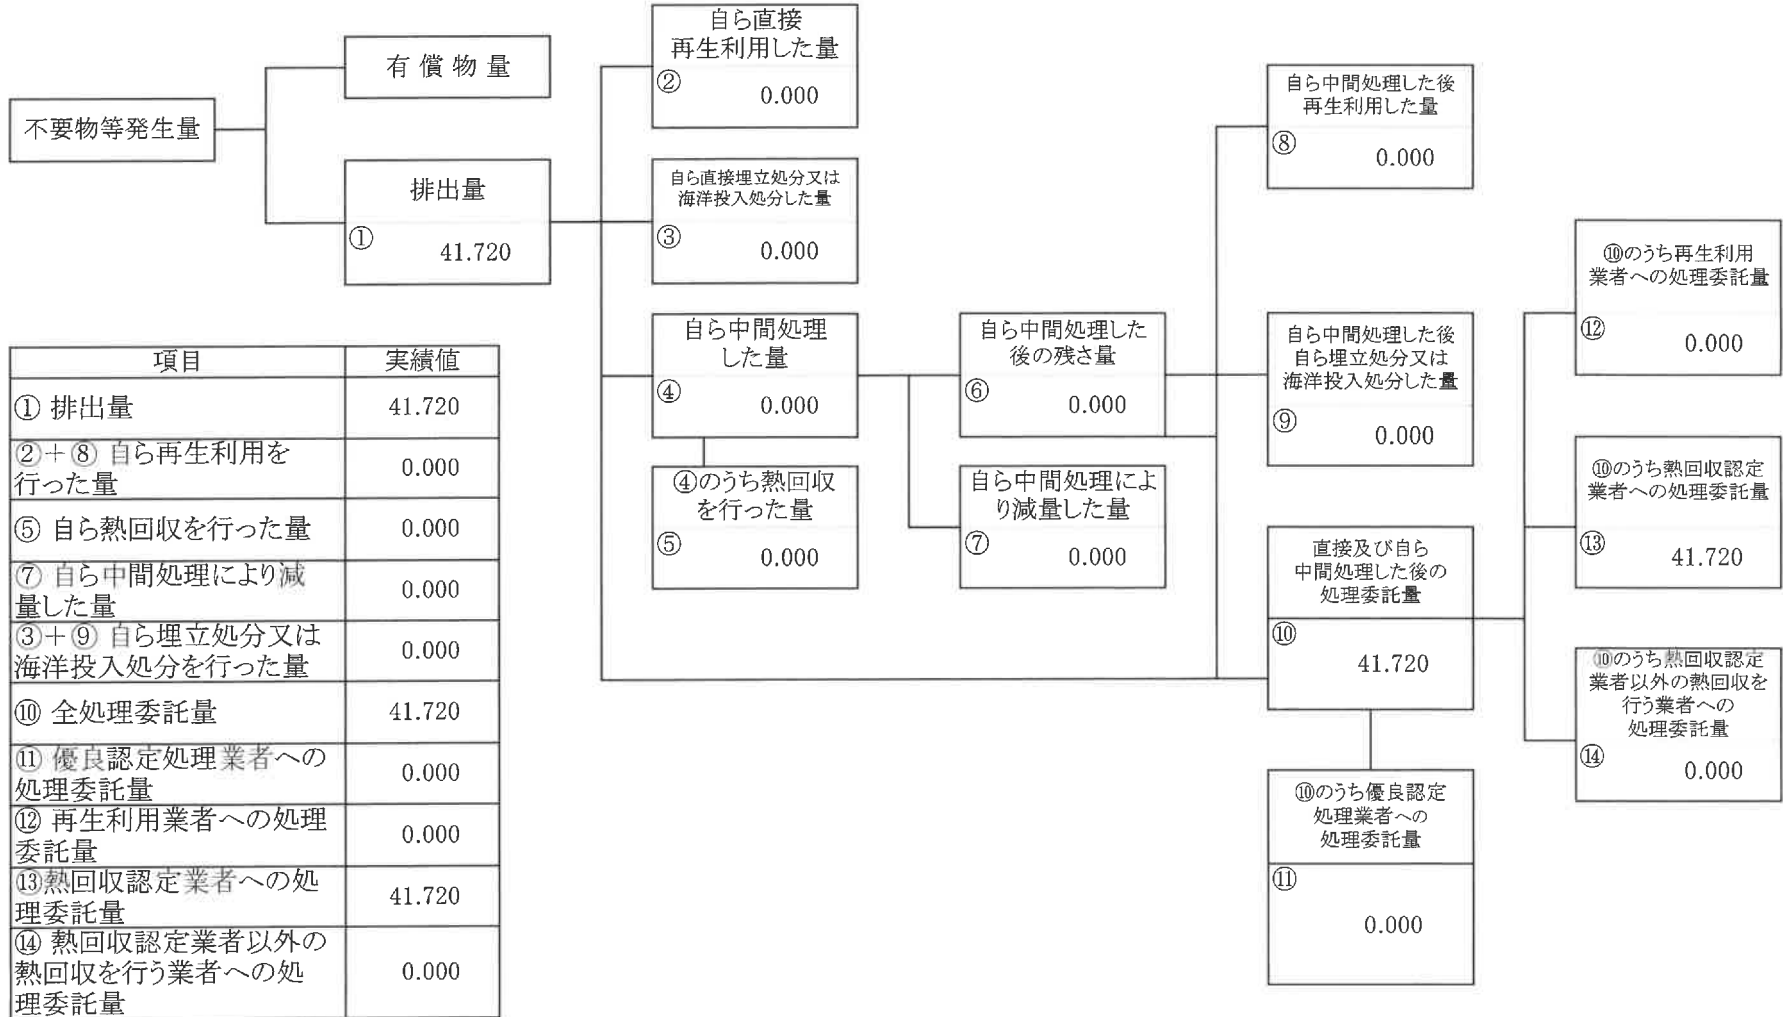 不要物等発生量
有 償 物 量
排出量
①
41.720
自ら直接
再生利用した量
②
0.000
自ら直接埋立処分又は
海洋投入処分した量
③
0.000
自ら中間処理
した量
④
0.000
④のうち熱回収
を行った量
⑤
0.000
自ら中間処理した
後の残さ量
⑥
0.000
自ら中間処理によ
り減量した量
⑦
0.000
自ら中間処理した後
再生利用した量
⑧
0.000
自ら中間処理した後
自ら埋立処分又は
海洋投入処分した量
⑨
0.000
直接及び自ら
中間処理した後の
処理委託量
⑩
41.720
⑩のうち優良認定
処理業者への
処理委託量
⑪
0.000
⑩のうち再生利用
業者への処理委託量
⑫
0.000
⑩のうち熱回収認定
業者への処理委託量
⑬
41.720
⑩のうち熱回収認定
業者以外の熱回収を
行う業者への
処理委託量
⑭
0.000
項目 実績値
① 排出量 41.720
②＋⑧ 自ら再生利用を
行った量 0.000
⑤ 自ら熱回収を行った量 0.000
⑦ 自ら中間処理により減
量した量 0.000
③＋⑨ 自ら埋立処分又は
海洋投入処分を行った量 0.000
⑩ 全処理委託量 41.720
⑪ 優良認定処理業者への
処理委託量 0.000
⑫ 再生利用業者への処理
委託量 0.000
⑬熱回収認定業者への処
理委託量 41.720
⑭ 熱回収認定業者以外の
熱回収を行う業者への処
理委託量 0.000